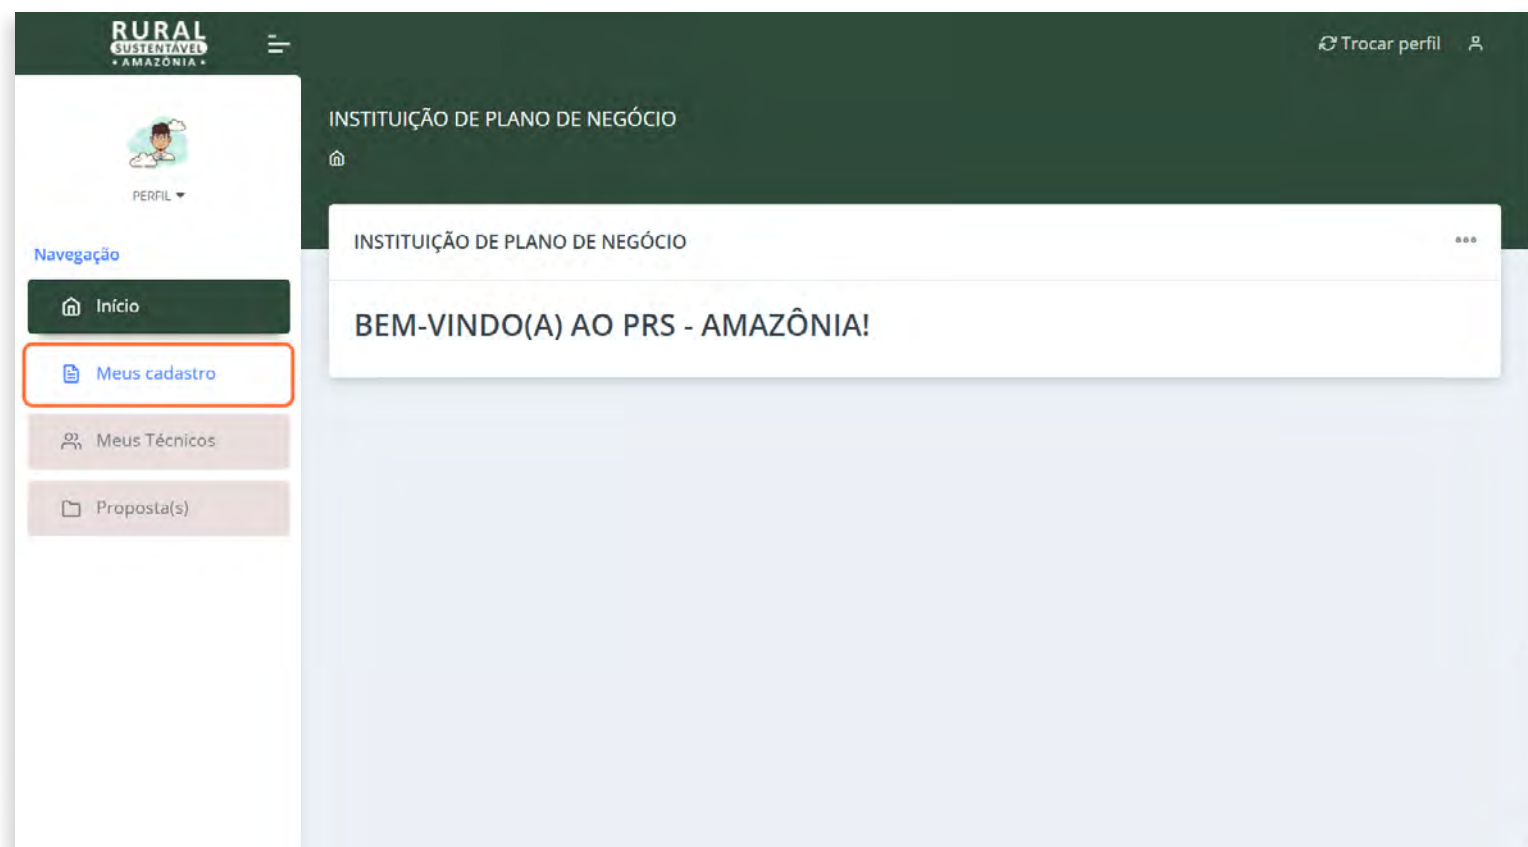 RURAL
SUSTENTÁVEL
• AMAZÔNIA •
Trocar perfil
PERFIL
Navegação
Início
Meus cadastro
Meus Técnicos
Proposta(s)
INSTITUIÇÃO DE PLANO DE NEGÓCIO
INSTITUIÇÃO DE PLANO DE NEGÓCIO
BEM-VINDO(A) AO PRS - AMAZÔNIA!